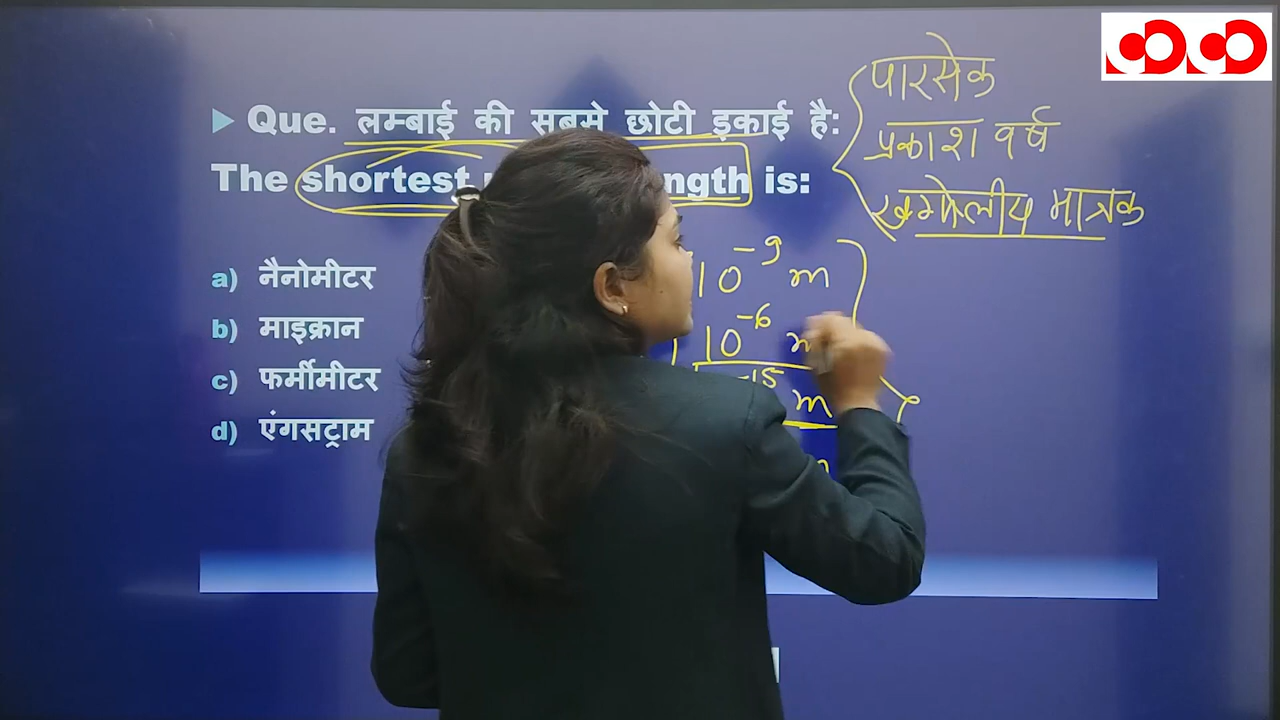 Que. लम्बाई की सबसे छोटी इकाई है:
The shortest ngth is:
a) नैनोमीटर
b) माइक्रान
c) फर्मीमीटर
d) एंगसट्राम
पारसेक
प्रकाश वर्ष
खगोलीय मात्रक
10⁻⁹ m
10⁻⁶ m
⁻¹⁵ m
m